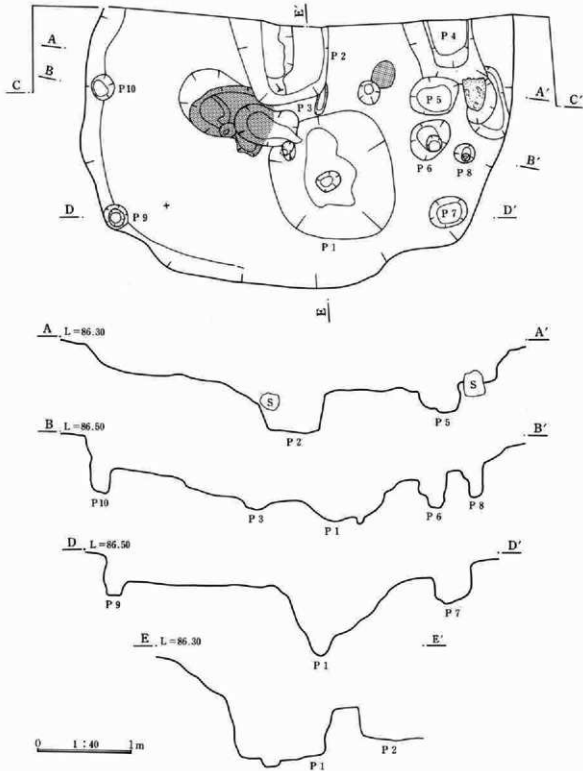 E'
A
B
C
P 10
P 2
P 3
P 4
P 5
A'
C'
P 6
P 8
B'
D
P 9
P 7
D'
P 1
E
A L=86.30 A'
S
S
P 2
P 5
B L=86.50 B'
P10
P 3
P 1
P 6
P 8
D L=86.50 D'
P 9
P 7
P 1
E L=86.30 E'
P 2
P 1
0 1:40 1m